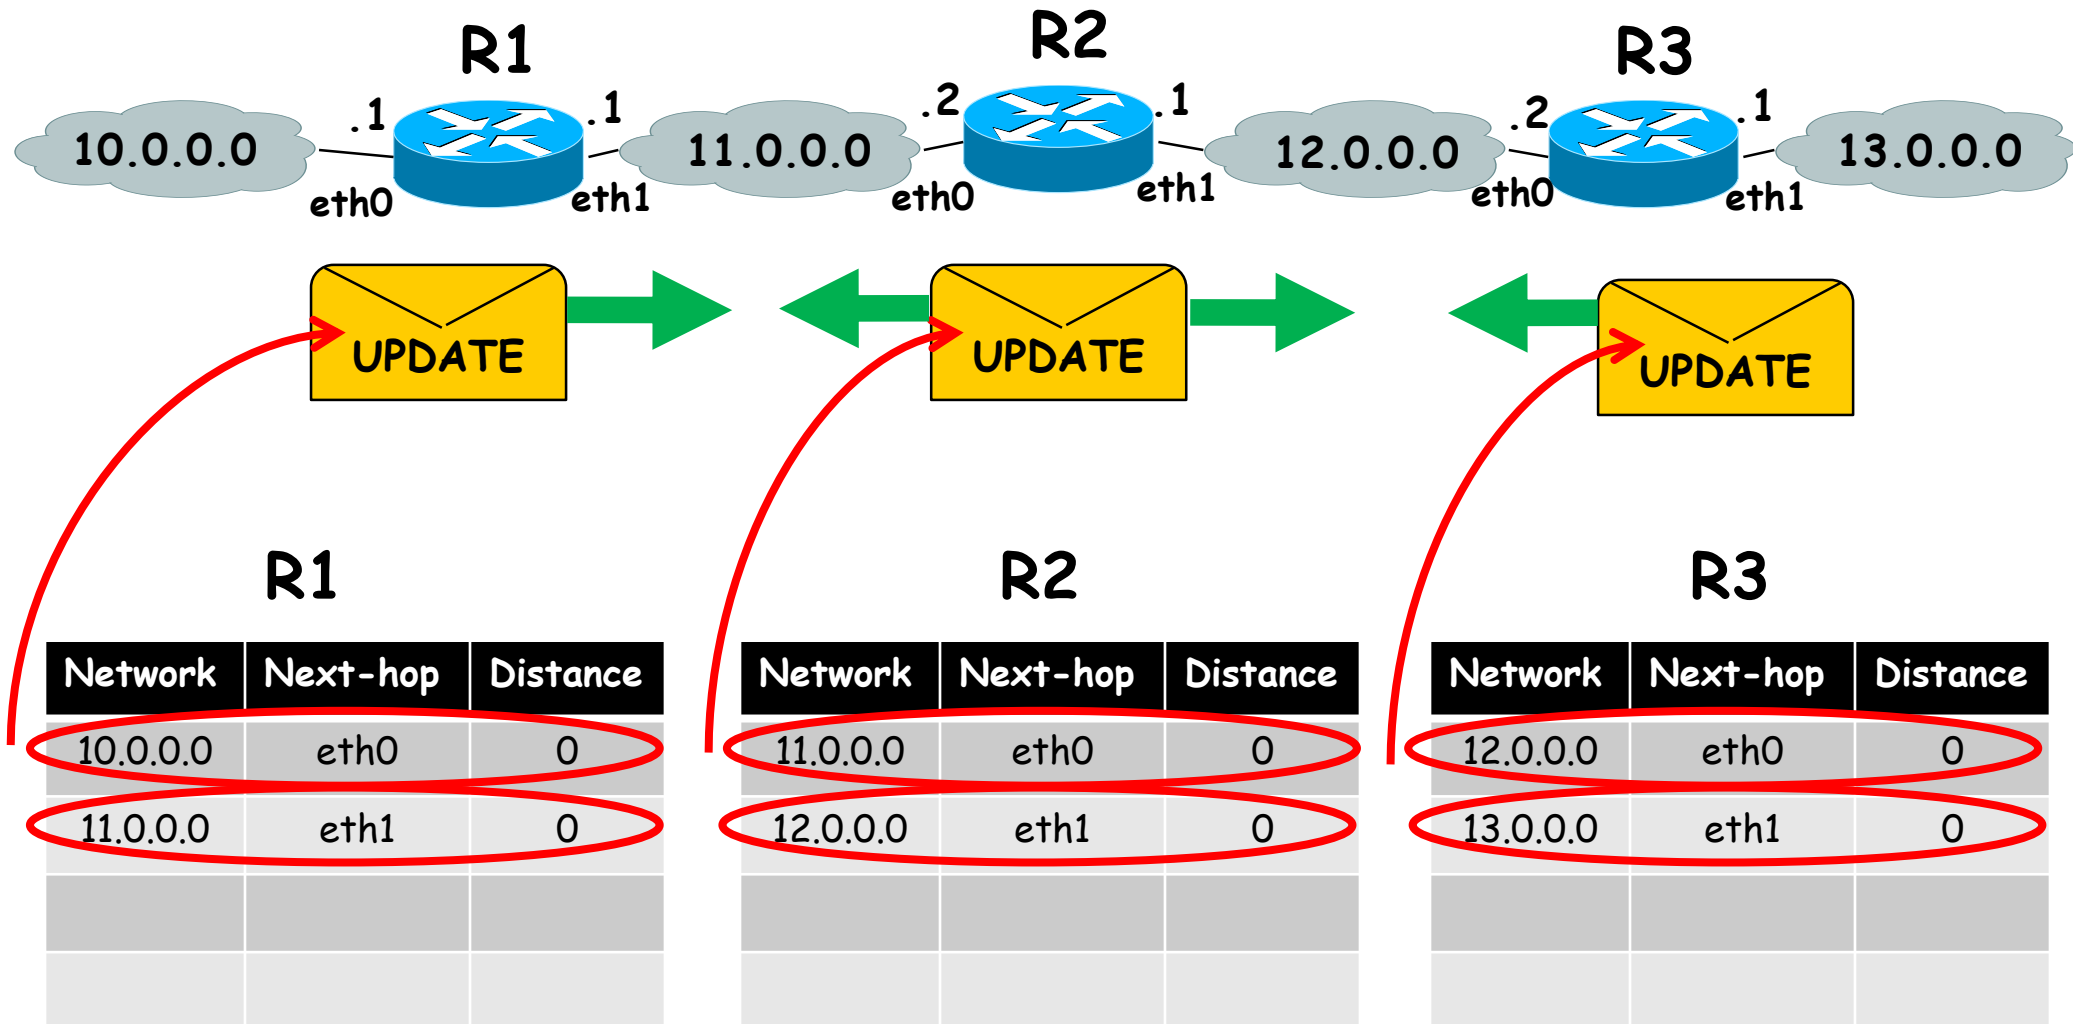 R1 R2 R3
.1 .1 .2 .1 .2 .1
10.0.0.0 11.0.0.0 12.0.0.0 13.0.0.0
eth0 eth1 eth0 eth1 eth0 eth1
UPDATE UPDATE UPDATE
R1 R2 R3
Network Next-hop Distance Network Next-hop Distance Network Next-hop Distance
10.0.0.0 eth0 0 11.0.0.0 eth0 0 12.0.0.0 eth0 0
11.0.0.0 eth1 0 12.0.0.0 eth1 0 13.0.0.0 eth1 0